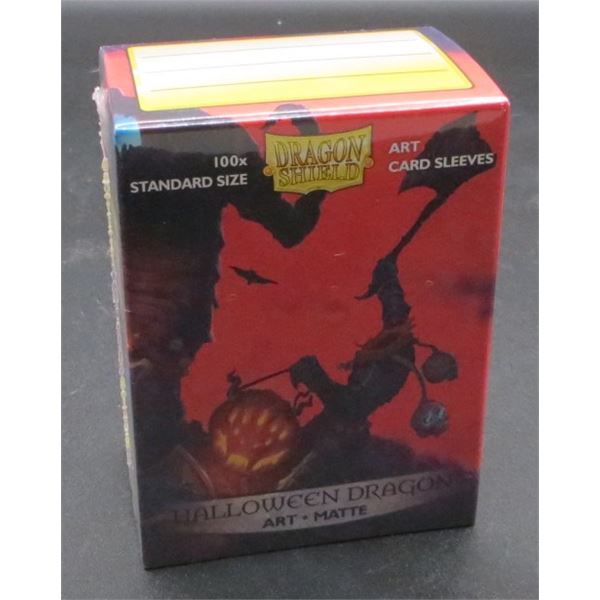 100x
STANDARD SIZE
DRAGON
SHIELD
ART
CARD SLEEVES
HALLOWEEN DRAGON
ART • MATTE